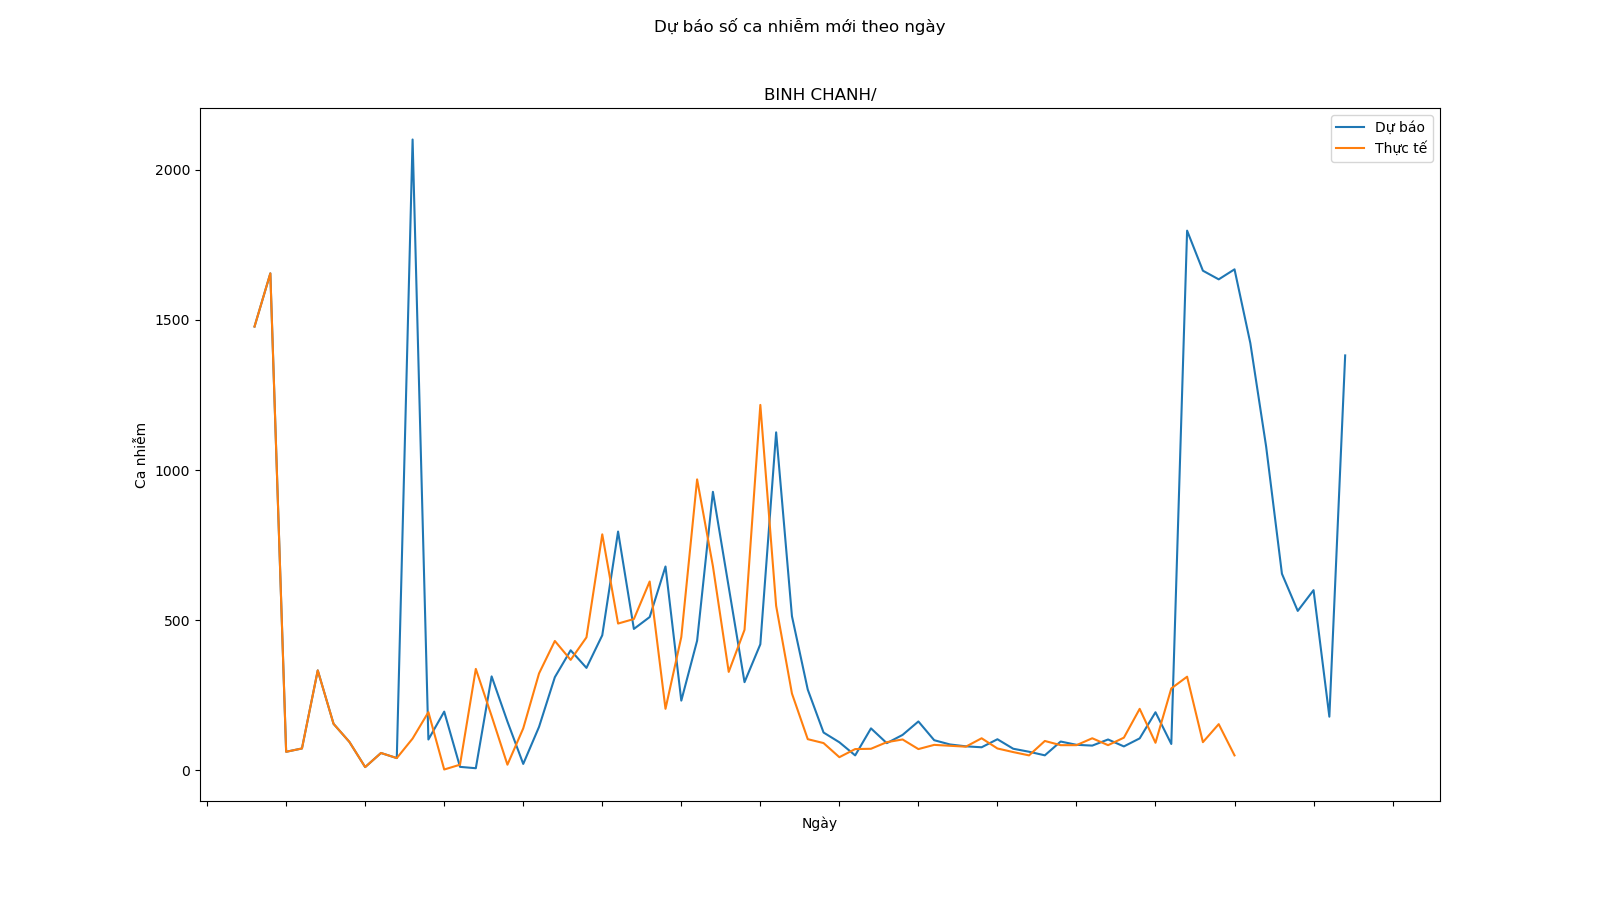 Dự báo số ca nhiễm mới theo ngày
BINH CHANH/
Dự báo
Thực tế
2000
1500
1000
500
0
Ca nhiễm
Ngày